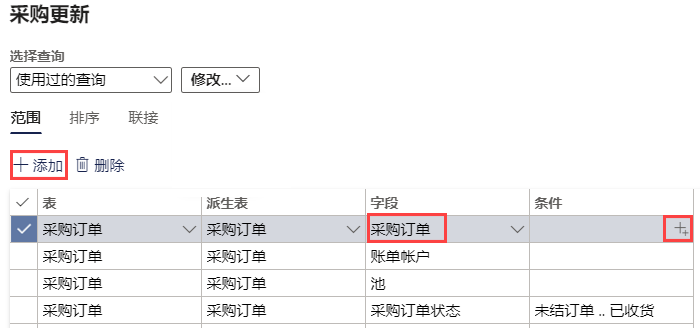 采购更新
选择查询
使用过的查询 修改...
范围 排序 联接
添加 删除
表 派生表 字段 条件
采购订单 采购订单 采购订单
采购订单 采购订单 账单帐户
采购订单 采购订单 池
采购订单 采购订单 采购订单状态 未结订单 .. 已收货